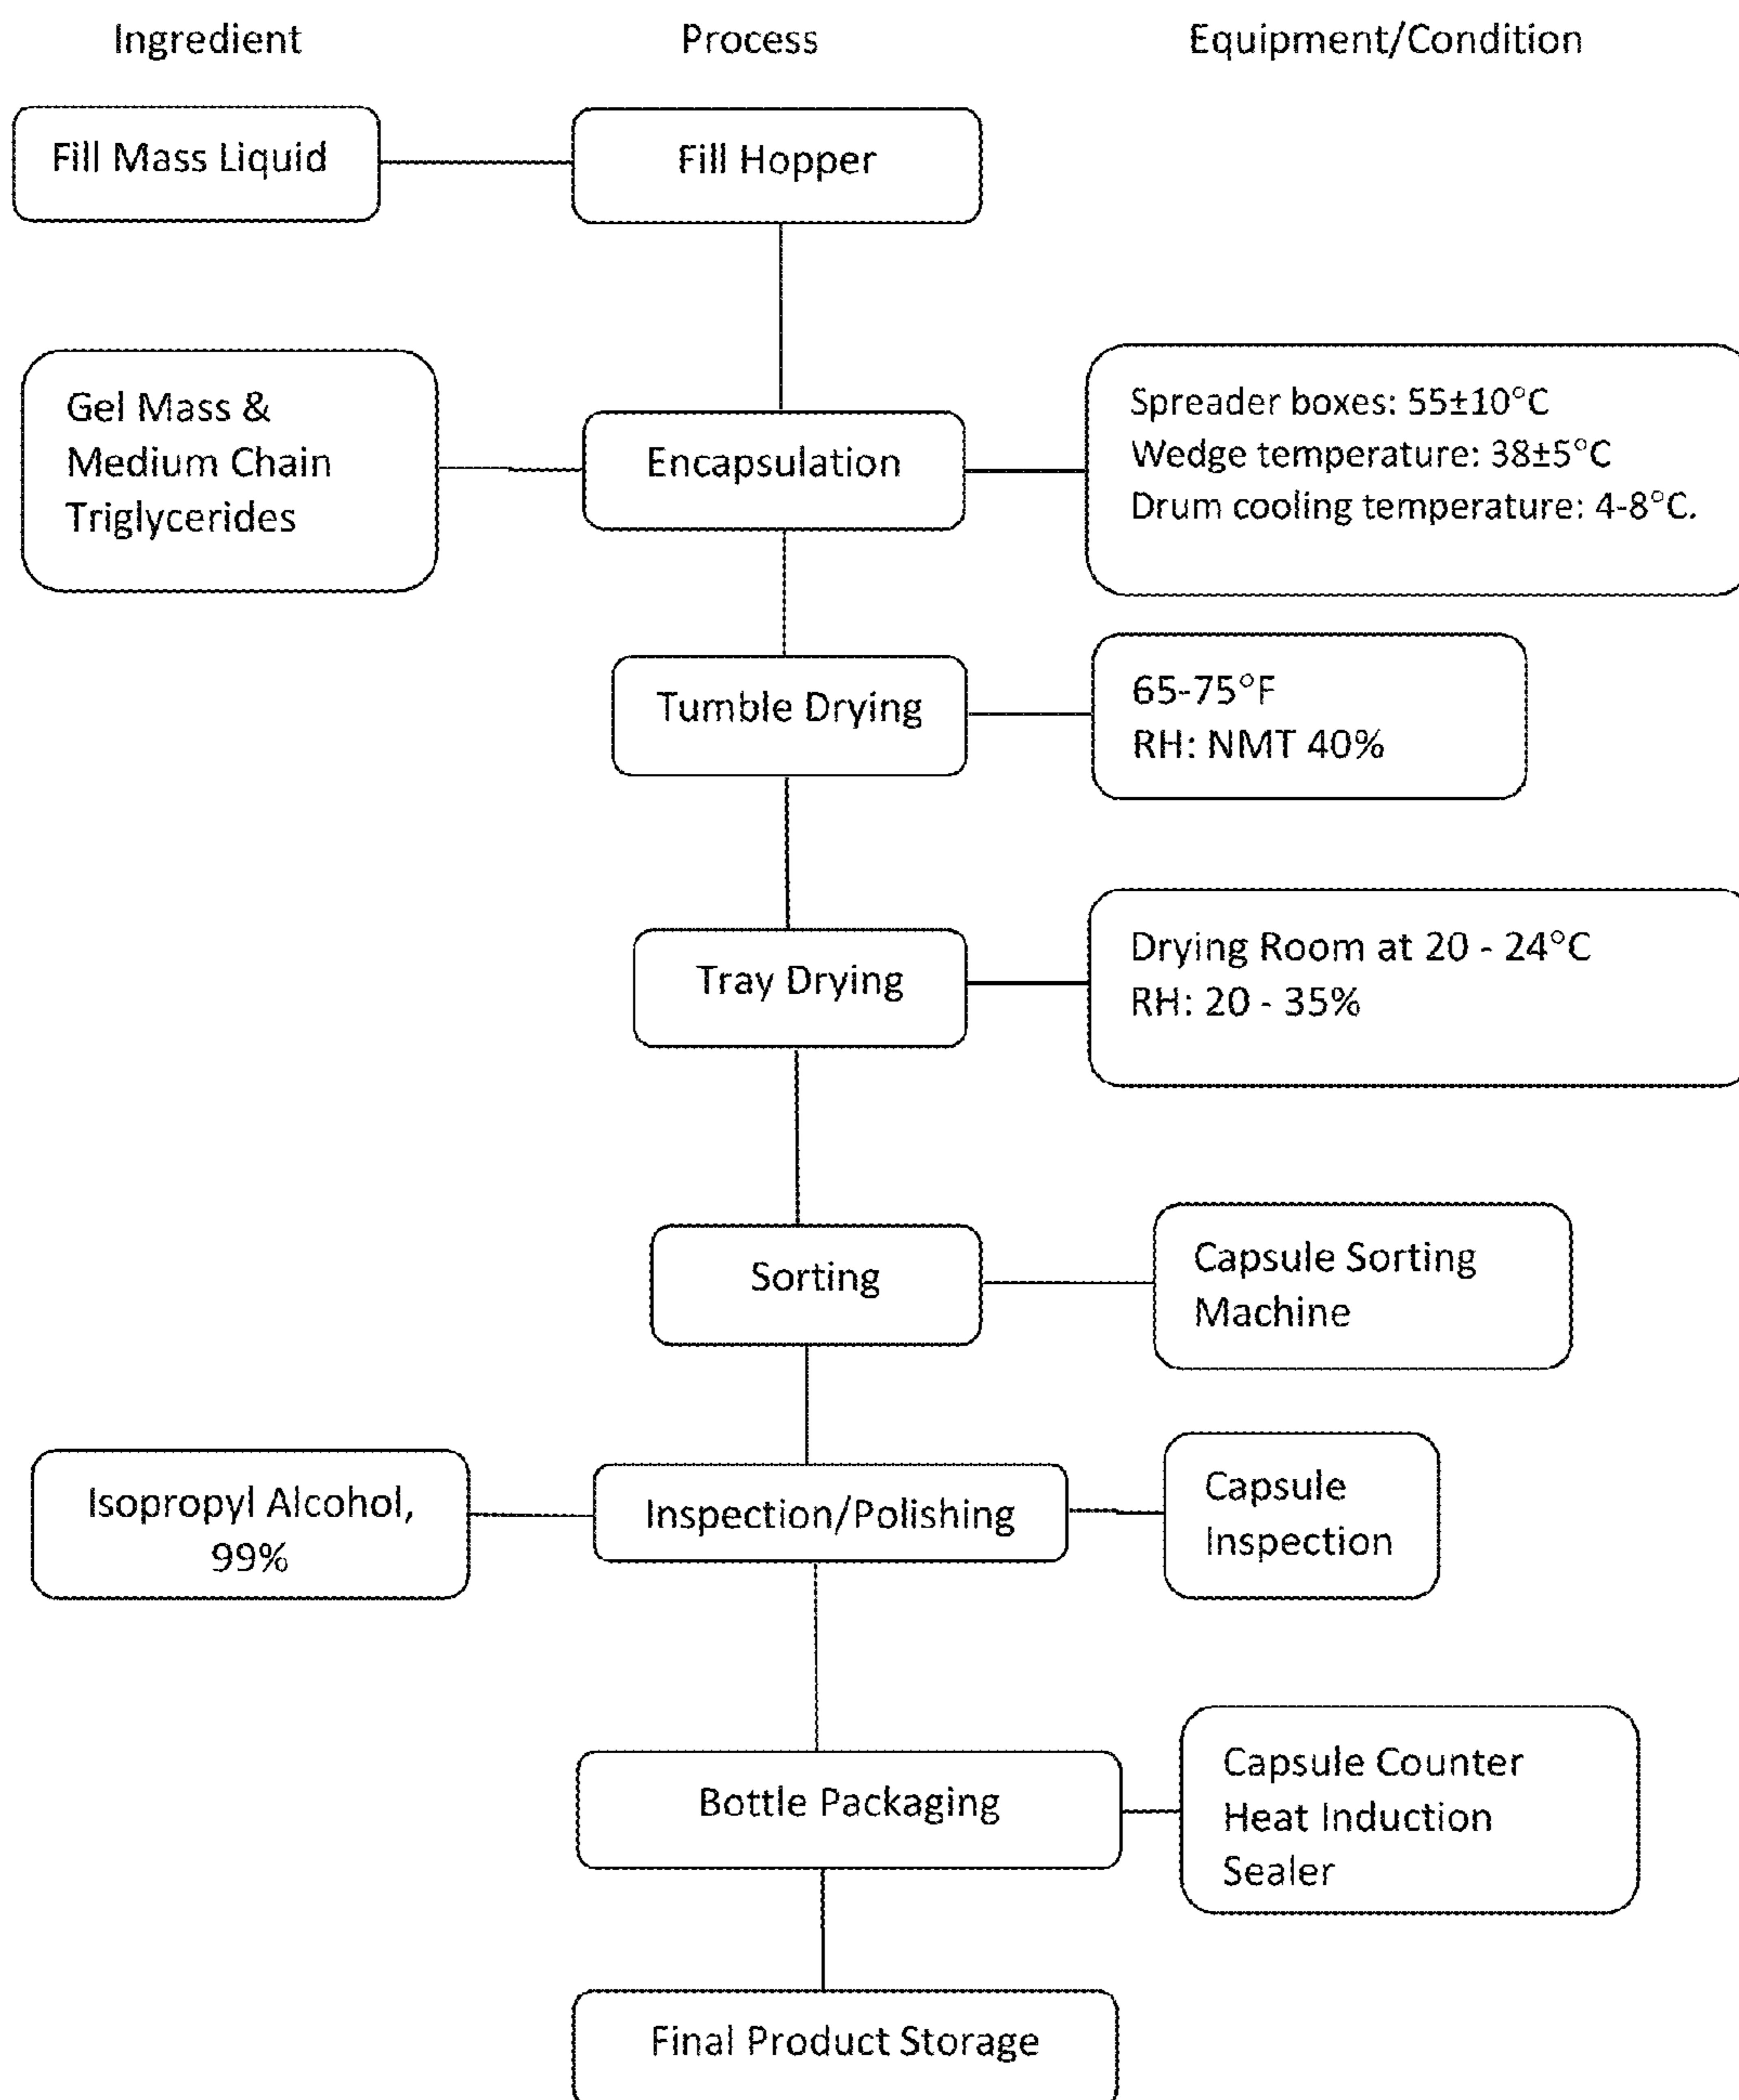 Ingredient
Process
Equipment/Condition
Fill Mass Liquid
Fill Hopper
Gel Mass &
Medium Chain
Triglycerides
Encapsulation
Spreader boxes: 55±10°C
Wedge temperature: 38±5°C
Drum cooling temperature: 4-8°C.
Tumble Drying
65-75°F
RH: NMT 40%
Tray Drying
Drying Room at 20 - 24°C
RH: 20 - 35%
Sorting
Capsule Sorting
Machine
Isopropyl Alcohol,
99%
Inspection/Polishing
Capsule
Inspection
Bottle Packaging
Capsule Counter
Heat Induction
Sealer
Final Product Storage